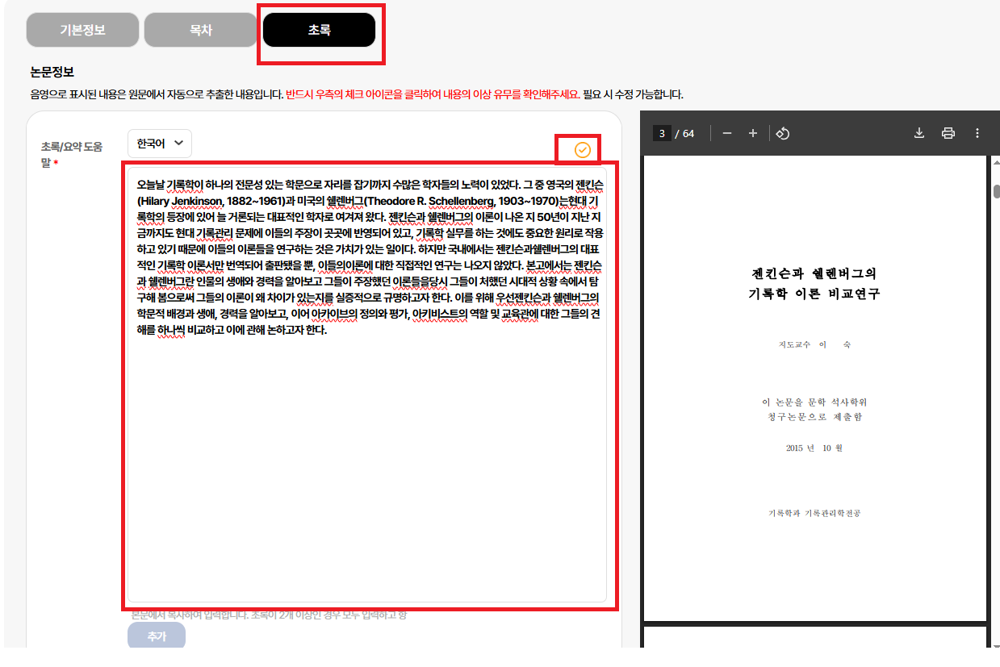 기본정보
목차
초록
논문정보
음영으로 표시된 내용은 원문에서 자동으로 추출한 내용입니다. 반드시 우측의 체크 아이콘을 클릭하여 내용의 이상 유무를 확인해주세요. 필요 시 수정 가능합니다.
초록/요약 도움
말 *
한국어
오늘날 기록학이 하나의 전문성 있는 학문으로 자리를 잡기까지 수많은 학자들의 노력이 있었다. 그 중 영국의 젠킨슨
(Hilary Jenkinson, 1882~1961)과 미국의 쉘렌버그(Theodore R. Schellenberg, 1903~1970)는현대 기
록학의 등장에 있어 늘 거론되는 대표적인 학자로 여겨져 왔다. 젠킨슨과 쉘렌버그의 이론이 나온 지 50년이 지난 지
금까지도 현대 기록관리 문제에 이들의 주장이 곳곳에 반영되어 있고, 기록학 실무를 하는 것에도 중요한 원리로 작용
하고 있기 때문에 이들의 이론들을 연구하는 것은 가치가 있는 일이다. 하지만 국내에서는 젠킨슨과쉘렌버그의 대표
적인 기록학 이론서만 번역되어 출판됐을 뿐, 이들의이론에 대한 직접적인 연구는 나오지 않았다. 본고에서는 젠킨슨
과 쉘렌버그란 인물의 생애와 경력을 알아보고 그들이 주장했던 이론들을당시 그들이 처했던 시대적 상황 속에서 탐
구해 봄으로써 그들의 이론이 왜 차이가 있는지를 실증적으로 규명하고자 한다. 이를 위해 우선젠킨슨과 쉘렌버그의
학문적 배경과 생애, 경력을 알아보고, 이어 아카이브의 정의와 평가, 아키비스트의 역할 및 교육관에 대한 그들의 견
해를 하나씩 비교하고 이에 관해 논하고자 한다.
본문에서 복사하여 입력합니다. 초록이 2개 이상인 경우 모두 입력하고 항
추가
3 / 64
젠킨슨과 쉘렌버그의
기록학 이론 비교연구
지도교수 이 숙
이 논문을 문학 석사학위
청구논문으로 제출함
2015 년 10 월
기록학과 기록관리학전공